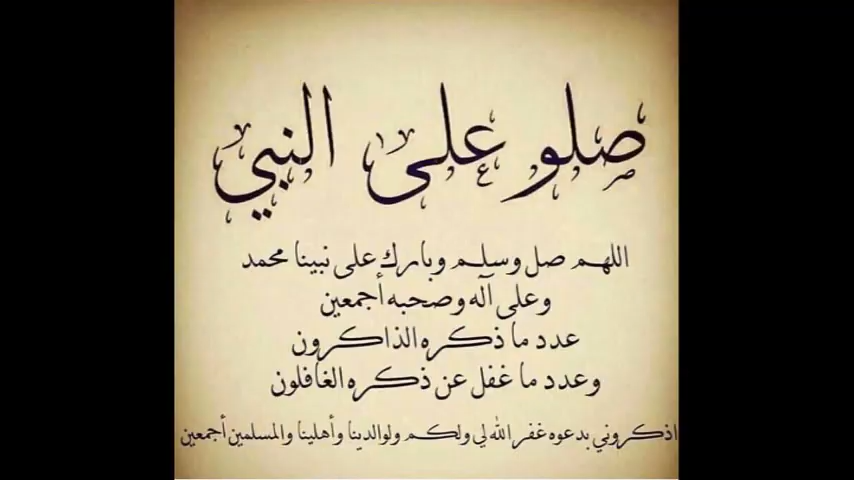 صلو على النبي
اللهم صل وسلم وبارك على نبينا محمد
وعلى آله وصحبه أجمعين
عدد ما ذكره الذاكرون
وعدد ما غفل عن ذكره الغافلون
اذكروني بدعوه غفر الله لي ولكم ولوالدينا وأهلينا والمسلمين أجمعين